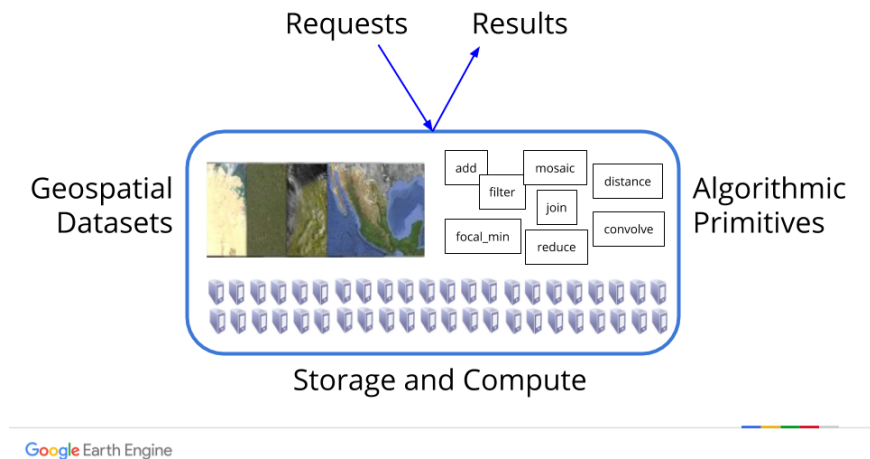 Requests
Results
Geospatial
Datasets
add
mosaic
filter
distance
join
focal_min
convolve
reduce
Algorithmic
Primitives
Storage and Compute
Google Earth Engine